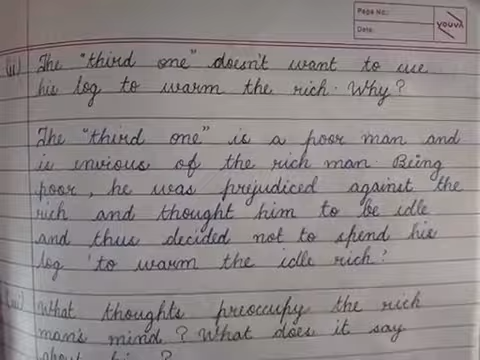 Page No.:
Date:
youva
(ii) The "third one" doesn't want to use
his log to warm the rich. Why?
The "third one" is a poor man and
is envious of the rich man. Being
poor, he was prejudiced against the
rich and thought him to be idle
and thus decided not to spend his
log 'to warm the idle rich.'
(iii) What thoughts preoccupy the rich
man's mind? What does it say
about him?